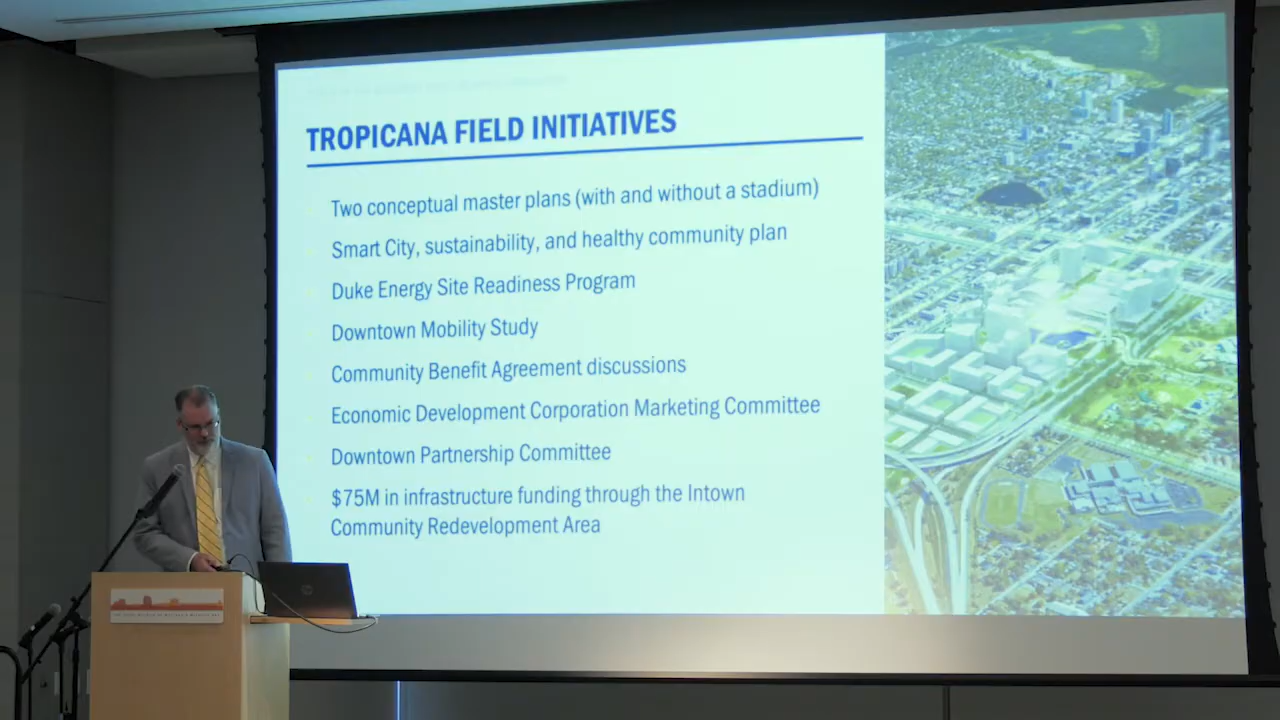 TROPICANA FIELD INITIATIVES
Two conceptual master plans (with and without a stadium)
Smart City, sustainability, and healthy community plan
Duke Energy Site Readiness Program
Downtown Mobility Study
Community Benefit Agreement discussions
Economic Development Corporation Marketing Committee
Downtown Partnership Committee
$75M in infrastructure funding through the Intown
Community Redevelopment Area
hp